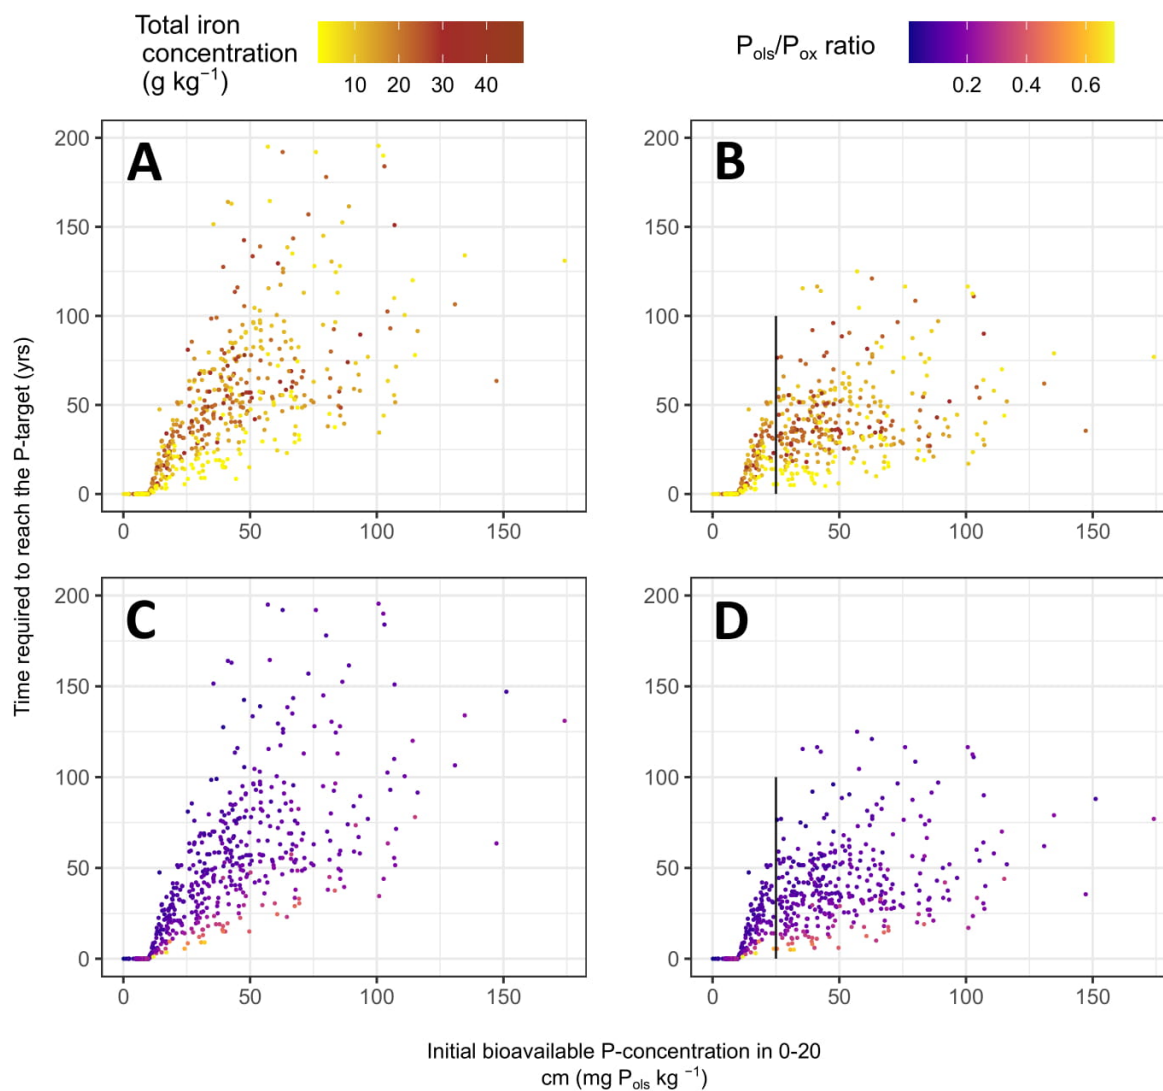 Total iron
concentration
(g kg⁻¹)
10 20 30 40
P_ols/P_ox ratio
0.2 0.4 0.6
Time required to reach the P-target (yrs)
A
200
150
100
50
0
0 50 100 150
B
200
150
100
50
0
0 50 100 150
C
200
150
100
50
0
0 50 100 150
D
200
150
100
50
0
0 50 100 150
Initial bioavailable P-concentration in 0-20
cm (mg P_ols kg ⁻¹)